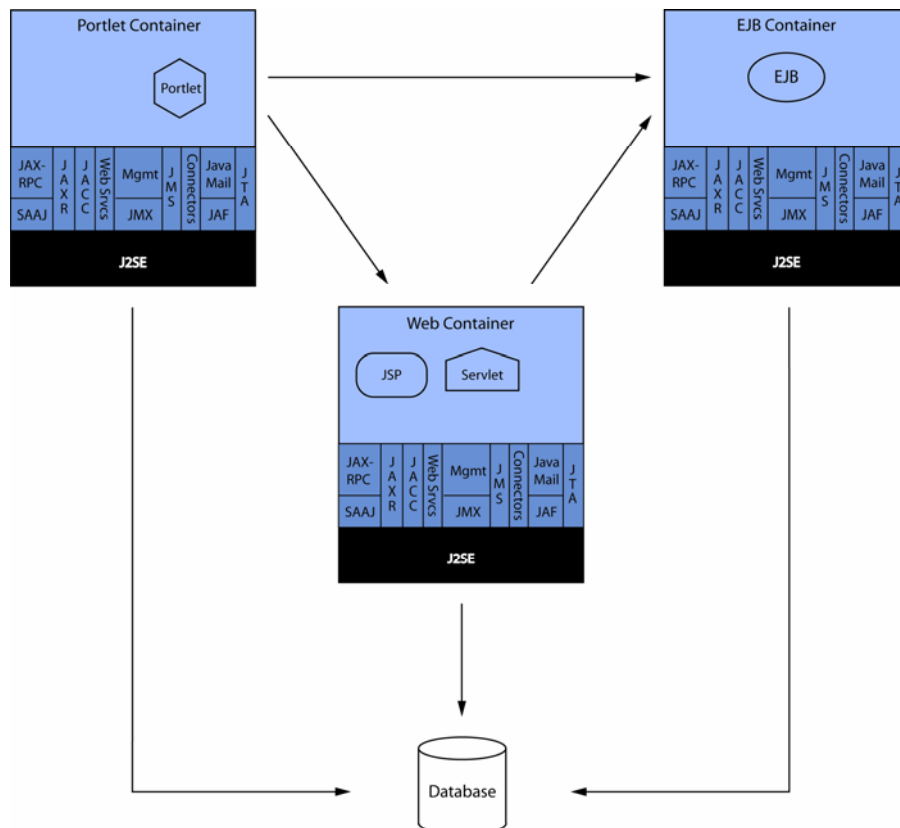 Portlet Container
Portlet
JAX-
RPC
SAAJ
JAXR
JACC
Web Srvcs
Mgmt
JMX
JMS
Connectors
Java
Mail
JAF
JTA
J2SE
EJB Container
EJB
JAX-
RPC
SAAJ
JAXR
JACC
Web Srvcs
Mgmt
JMX
JMS
Connectors
Java
Mail
JAF
JTA
J2SE
Web Container
JSP
Servlet
JAX-
RPC
SAAJ
JAXR
JACC
Web Srvcs
Mgmt
JMX
JMS
Connectors
Java
Mail
JAF
JTA
J2SE
Database